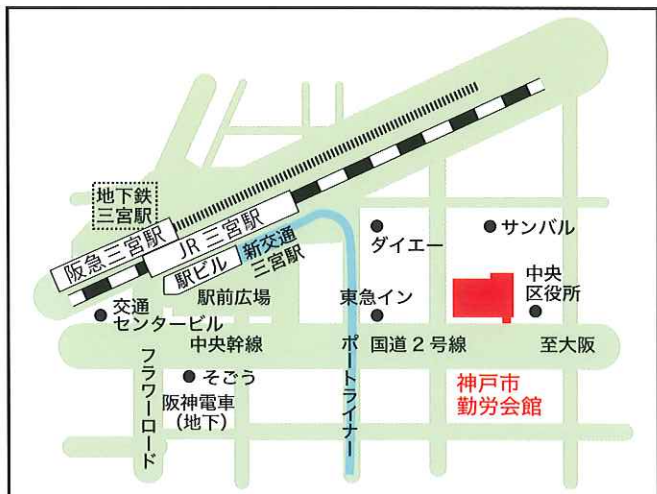 地下鉄
三宮駅
阪急三宮駅
JR 三宮駅
駅ビル
新交通
三宮駅
ダイエー
サンバル
駅前広場
東急イン
中央
区役所
交通
センタービル
中央幹線
国道2号線
至大阪
ポートライナー
フラワーロード
そごう
阪神電車
(地下)
神戸市
勤労会館